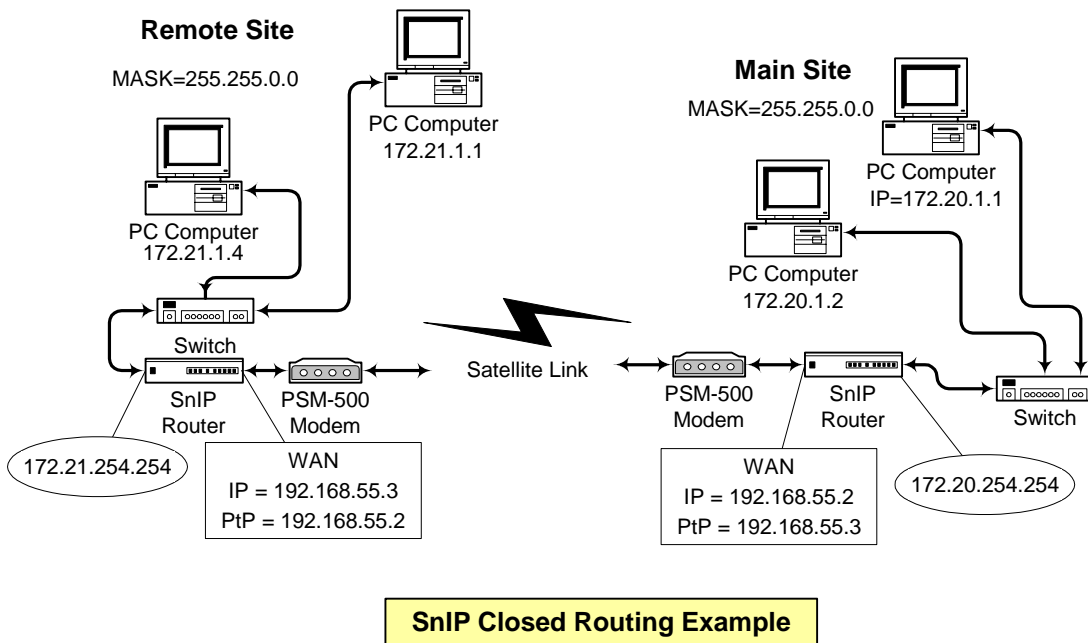 Remote Site
MASK=255.255.0.0
PC Computer
172.21.1.1
PC Computer
172.21.1.4
Switch
SnIP
Router
PSM-500
Modem
172.21.254.254
WAN
IP = 192.168.55.3
PtP = 192.168.55.2
Satellite Link
Main Site
MASK=255.255.0.0
PC Computer
IP=172.20.1.1
PC Computer
172.20.1.2
PSM-500
Modem
SnIP
Router
Switch
WAN
IP = 192.168.55.2
PtP = 192.168.55.3
172.20.254.254
SnIP Closed Routing Example